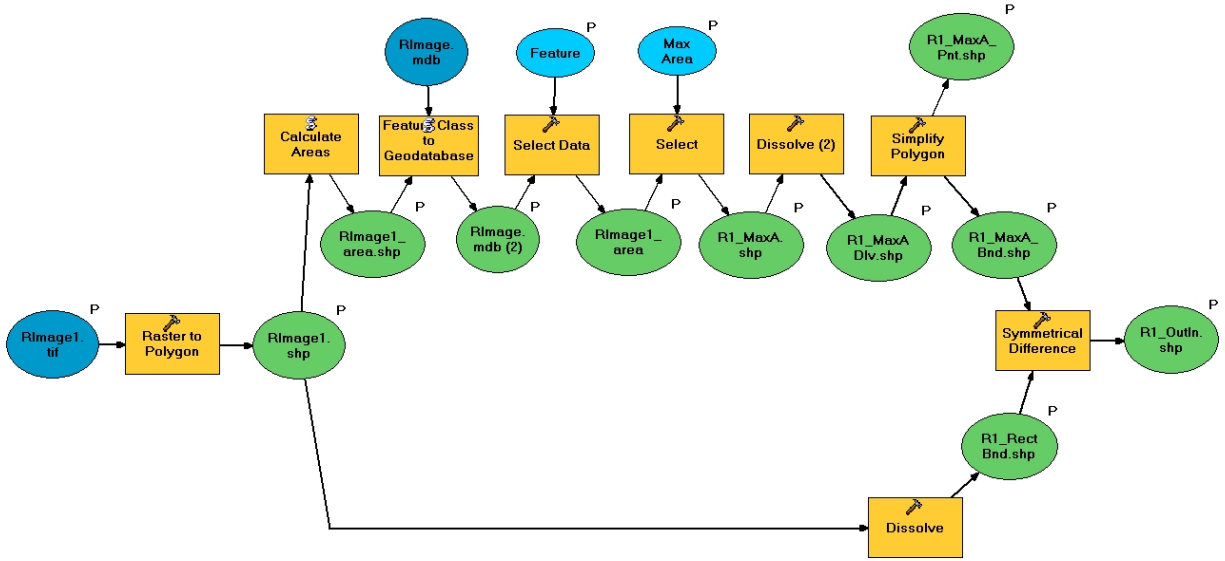 P
P
P
P
RImage.
mdb
Feature
Max
Area
R1_MaxA_
Pnt.shp
Calculate
Areas
Feature Class
to
Geodatabase
Select Data
Select
Dissolve (2)
Simplify
Polygon
P
P
P
P
P
P
RImage1_
area.shp
RImage.
mdb (2)
RImage1_
area
R1_MaxA.
shp
R1_MaxA
Dlv.shp
R1_MaxA_
Bnd.shp
P
P
P
RImage1.
tif
Raster to
Polygon
RImage1.
shp
Symmetrical
Difference
R1_OutIn.
shp
P
R1_Rect
Bnd.shp
Dissolve